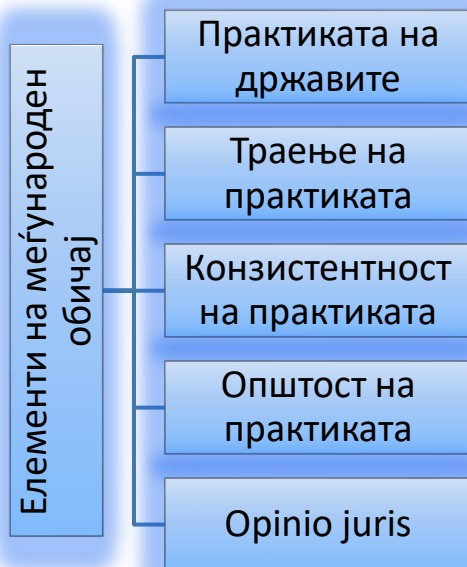 Елементи на меѓународен
обичај
Практиката на
државите
Траење на
практиката
Конзистентност
на практиката
Општост на
практиката
Opinio juris